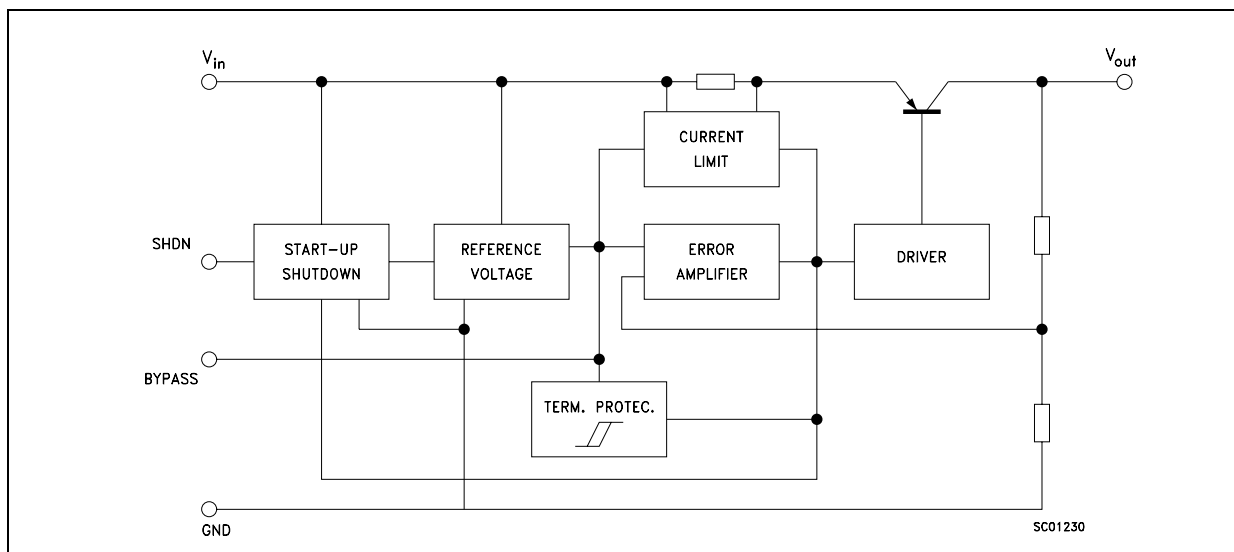 Vin
Vout
CURRENT
LIMIT
SHDN
START-UP
SHUTDOWN
REFERENCE
VOLTAGE
ERROR
AMPLIFIER
DRIVER
BYPASS
TERM. PROTEC.
GND
SC01230